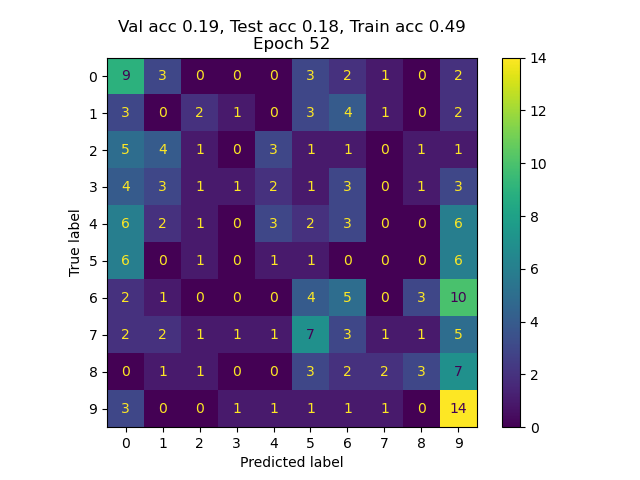 Val acc 0.19, Test acc 0.18, Train acc 0.49
Epoch 52
0 9 3 0 0 0 3 2 1 0 2
1 3 0 2 1 0 3 4 1 0 2
2 5 4 1 0 3 1 1 0 1 1
3 4 3 1 1 2 1 3 0 1 3
4 6 2 1 0 3 2 3 0 0 6
5 6 0 1 0 1 1 0 0 0 6
6 2 1 0 0 0 4 5 0 3 10
7 2 2 1 1 1 7 3 1 1 5
8 0 1 1 0 0 3 2 2 3 7
9 3 0 0 1 1 1 1 1 0 14
0 1 2 3 4 5 6 7 8 9
Predicted label
True label
14
12
10
8
6
4
2
0